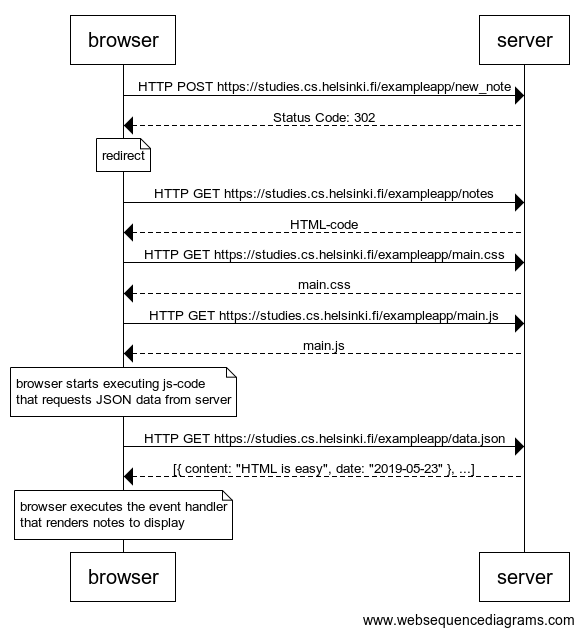 browser
server
HTTP POST https://studies.cs.helsinki.fi/exampleapp/new_note
Status Code: 302
redirect
HTTP GET https://studies.cs.helsinki.fi/exampleapp/notes
HTML-code
HTTP GET https://studies.cs.helsinki.fi/exampleapp/main.css
main.css
HTTP GET https://studies.cs.helsinki.fi/exampleapp/main.js
main.js
browser starts executing js-code
that requests JSON data from server
HTTP GET https://studies.cs.helsinki.fi/exampleapp/data.json
[{ content: "HTML is easy", date: "2019-05-23" }, ...]
browser executes the event handler
that renders notes to display
browser
server
www.websequencediagrams.com